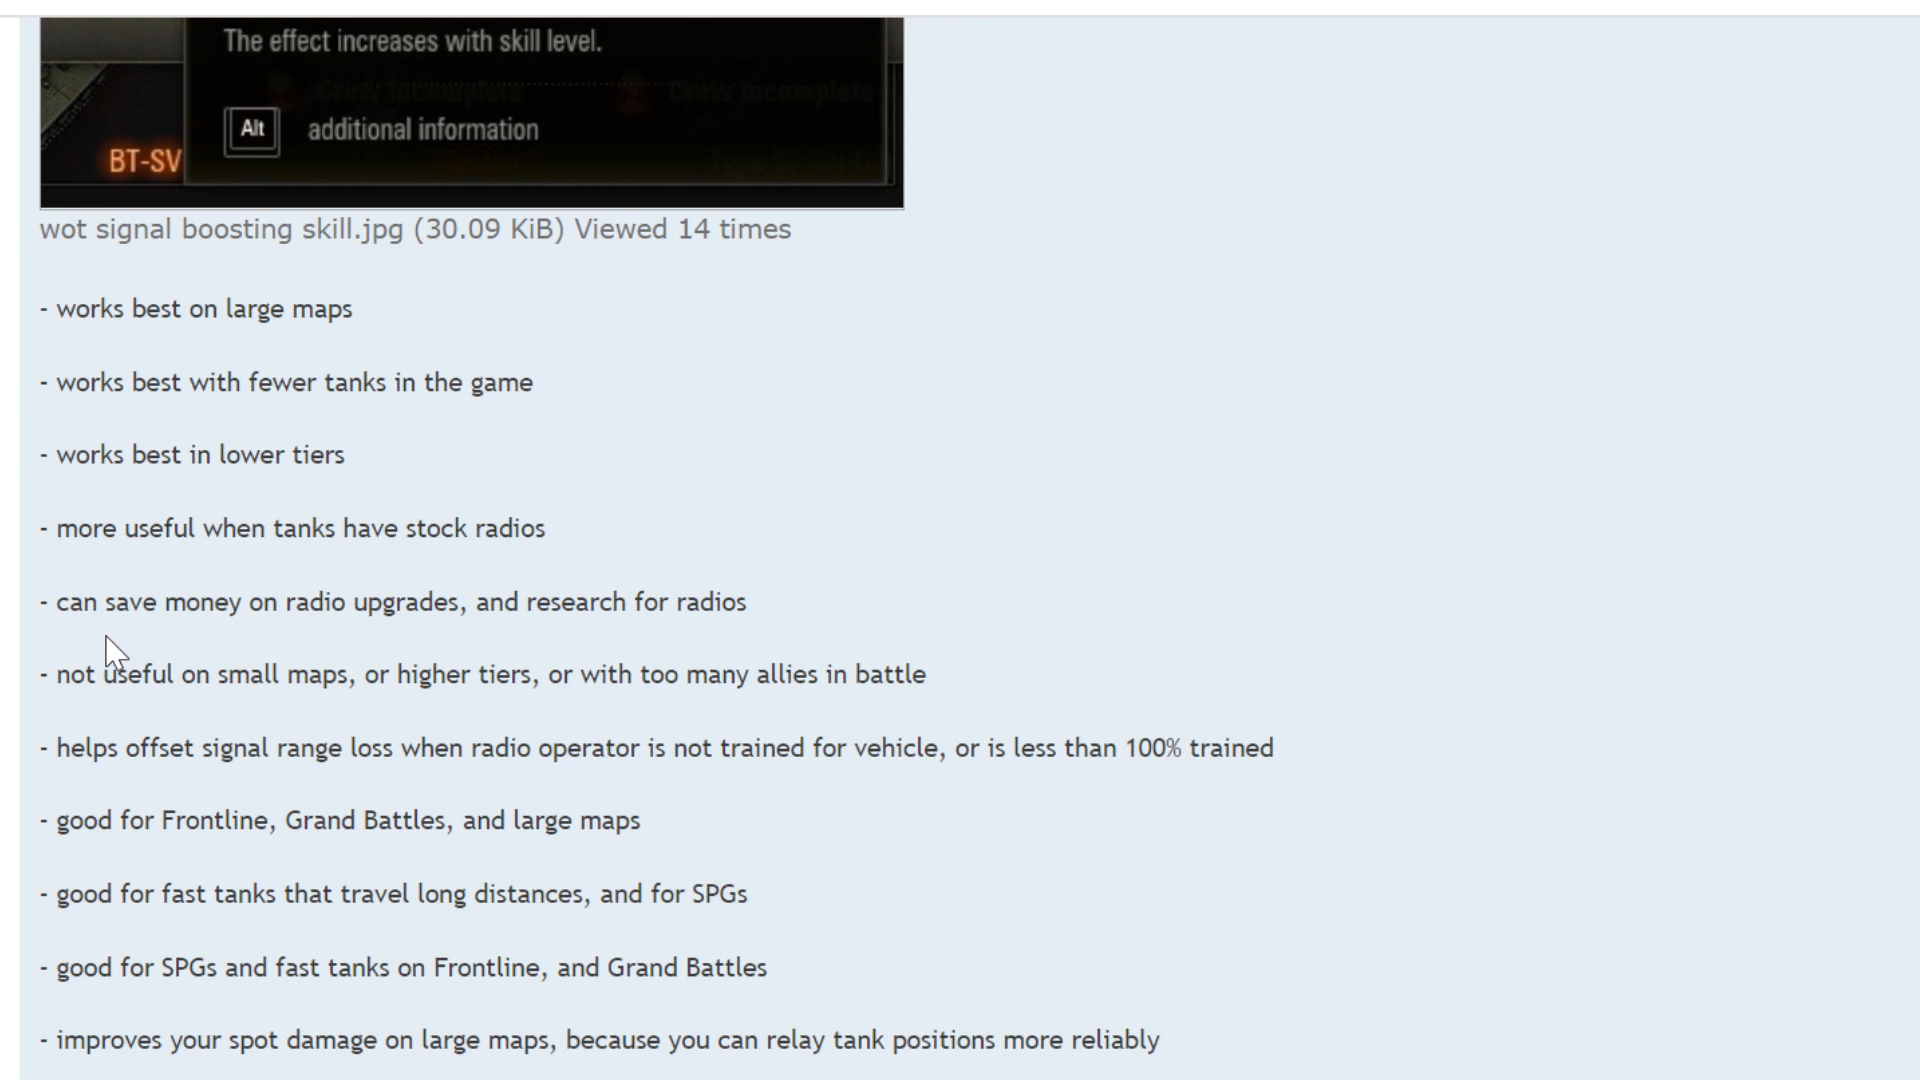 The effect increases with skill level.
Crew Incomplete Crew Incomplete
Alt additional information
BT-SV
wot signal boosting skill.jpg (30.09 KiB) Viewed 14 times
- works best on large maps
- works best with fewer tanks in the game
- works best in lower tiers
- more useful when tanks have stock radios
- can save money on radio upgrades, and research for radios
- not useful on small maps, or higher tiers, or with too many allies in battle
- helps offset signal range loss when radio operator is not trained for vehicle, or is less than 100% trained
- good for Frontline, Grand Battles, and large maps
- good for fast tanks that travel long distances, and for SPGs
- good for SPGs and fast tanks on Frontline, and Grand Battles
- improves your spot damage on large maps, because you can relay tank positions more reliably